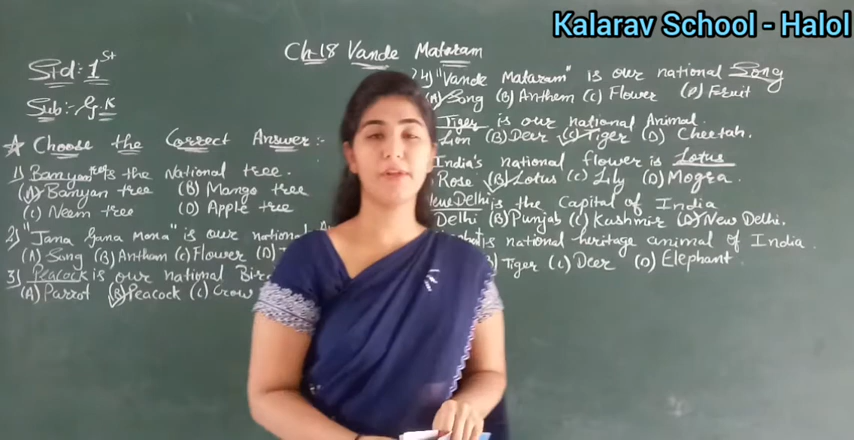 Kalarav School - Halol
Ch-18 Vande Mataram
Std: 1st
Sub:- G.K
Choose the Correct Answer:-
1) Banyan tree is the National tree.
(A) Banyan tree (B) Mango tree
(C) Neem tree (D) Apple tree
2) "Jana Gana Mana" is our national
(A) Song (B) Anthem (C) Flower (D)
3) Peacock is our national Bird
(A) Parrot (B) Peacock (C) Crow
4) "Vande Mataram" is our national Song
(A) Song (B) Anthem (C) Flower (D) Fruit
Tiger is our national Animal.
Lion (B) Deer (C) Tiger (D) Cheetah.
India's national flower is Lotus
Rose (B) Lotus (C) Lily (D) Mogra.
New Delhi is the Capital of India
Delhi (B) Punjab (C) Kashmir (D) New Delhi.
is national heritage animal of India.
Tiger (C) Deer (D) Elephant.